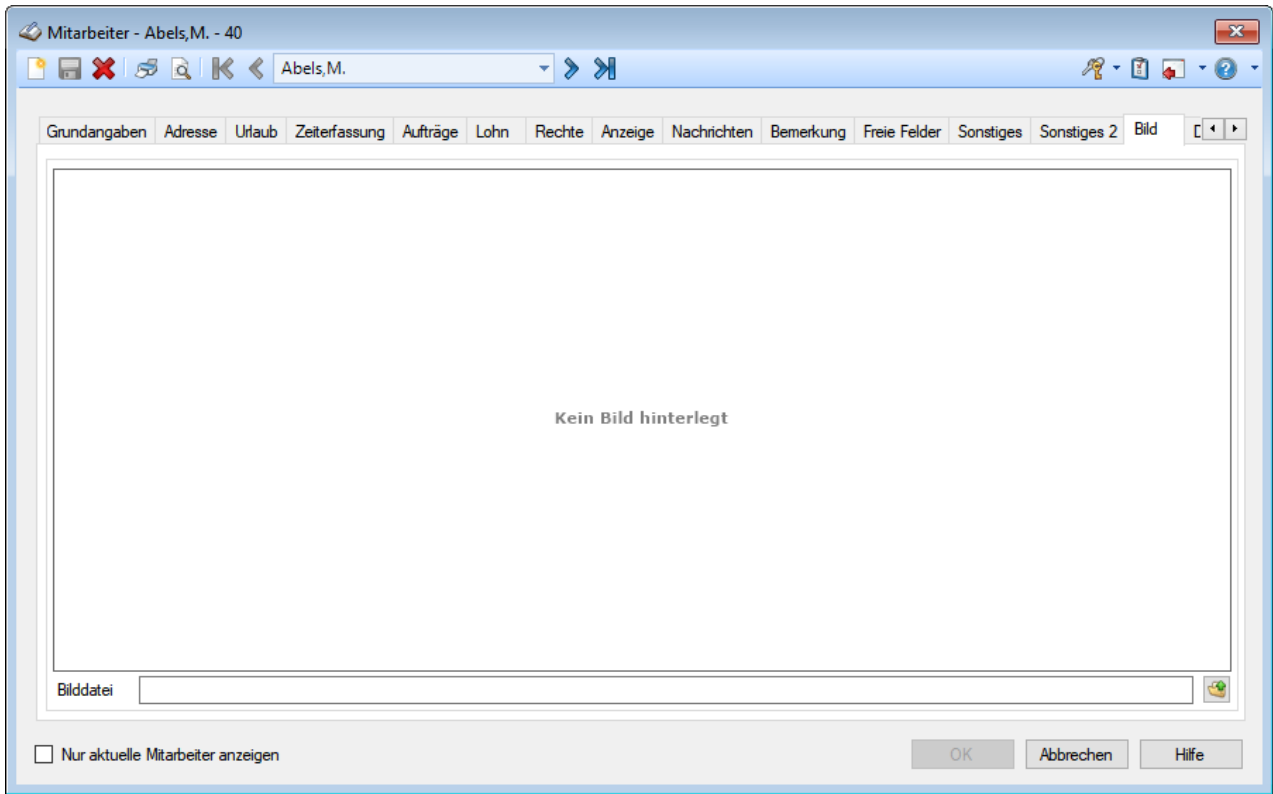 Mitarbeiter - Abels,M. - 40
Abels,M.
Grundangaben Adresse Urlaub Zeiterfassung Aufträge Lohn Rechte Anzeige Nachrichten Bemerkung Freie Felder Sonstiges Sonstiges 2 Bild
Kein Bild hinterlegt
Bilddatei
Nur aktuelle Mitarbeiter anzeigen OK Abbrechen Hilfe